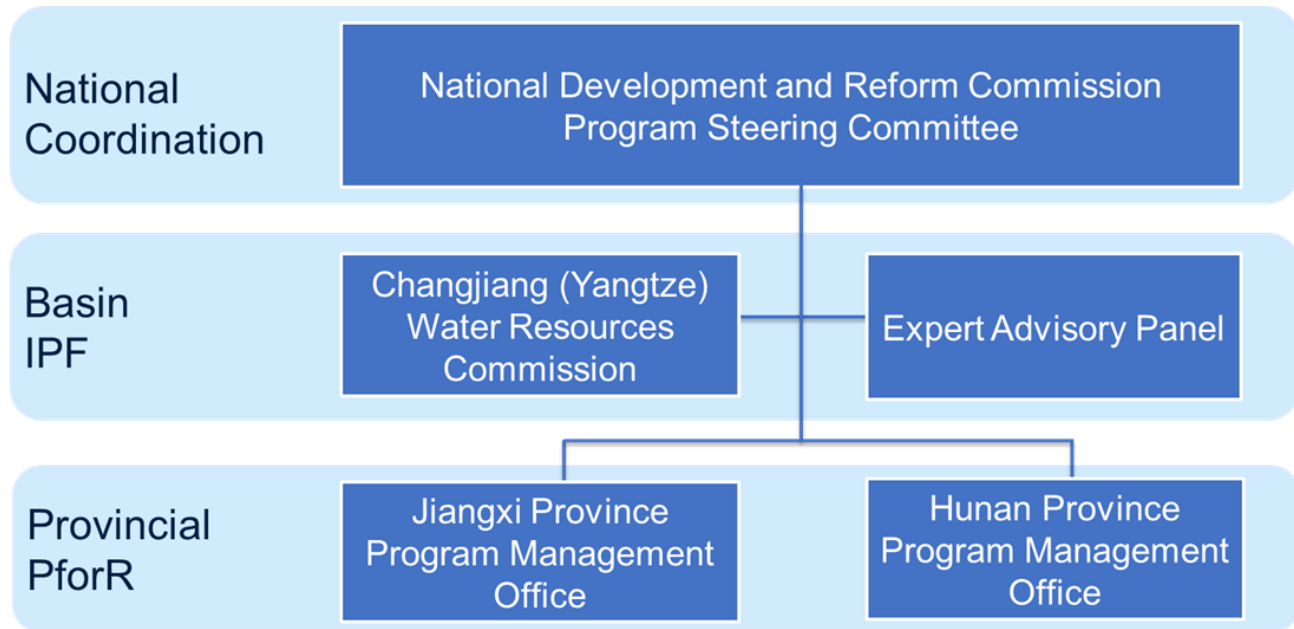 National
Coordination
National Development and Reform Commission
Program Steering Committee
Basin
IPF
Changjiang (Yangtze)
Water Resources
Commission
Expert Advisory Panel
Provincial
PforR
Jiangxi Province
Program Management
Office
Hunan Province
Program Management
Office